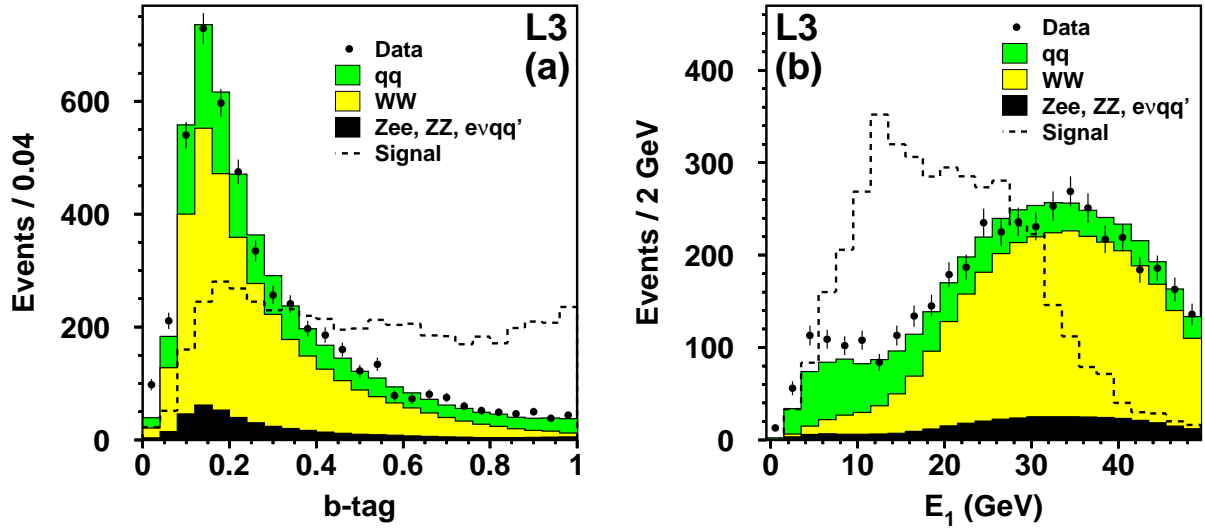 L3
(a)
Data
qq
WW
Zee, ZZ, eνqq’
Signal
Events / 0.04
600
400
200
0
0 0.2 0.4 0.6 0.8 1
b-tag
L3
(b)
Data
qq
WW
Zee, ZZ, eνqq’
Signal
Events / 2 GeV
400
300
200
100
0
0 10 20 30 40
E₁ (GeV)